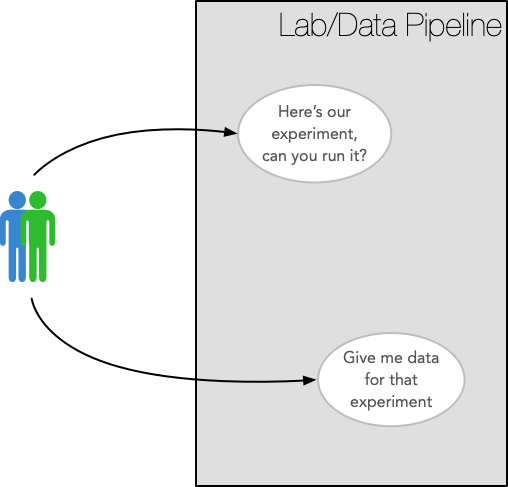 Lab/Data Pipeline
Here's our
experiment,
can you run it?
Give me data
for that
experiment